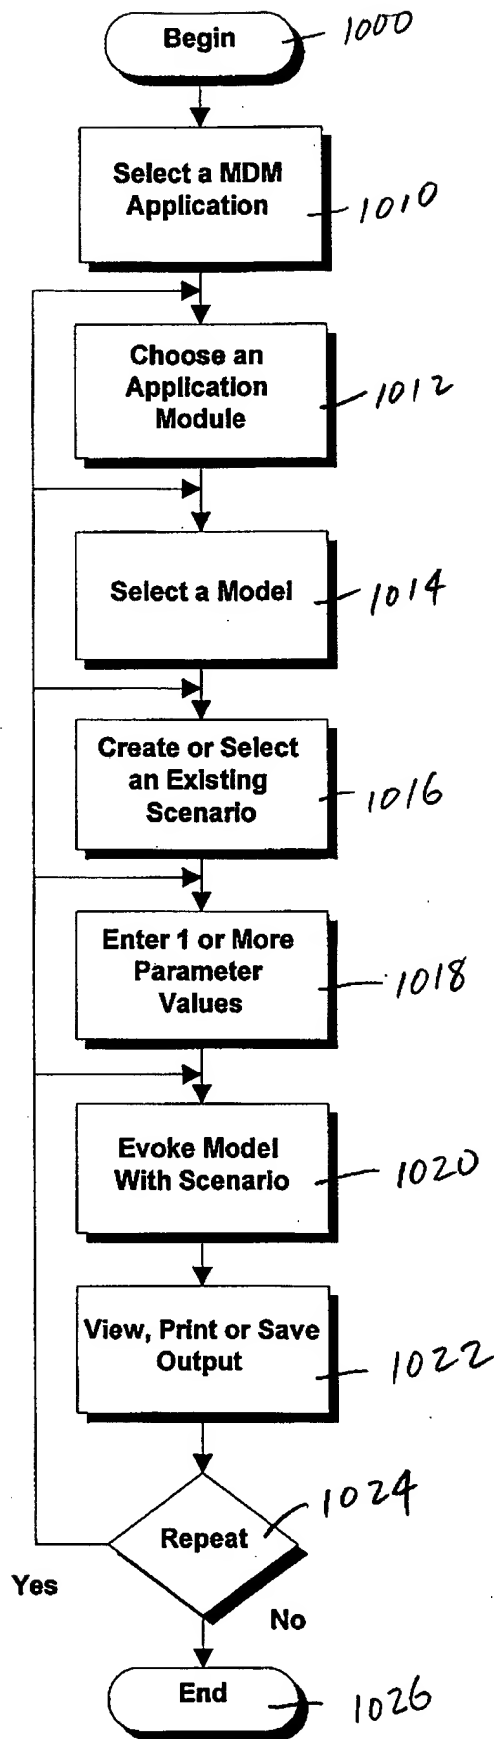 Begin
1000
Select a MDM
Application
1010
Choose an
Application
Module
1012
Select a Model
1014
Create or Select
an Existing
Scenario
1016
Enter 1 or More
Parameter
Values
1018
Evoke Model
With Scenario
1020
View, Print or Save
Output
1022
Repeat
1024
Yes
No
End
1026